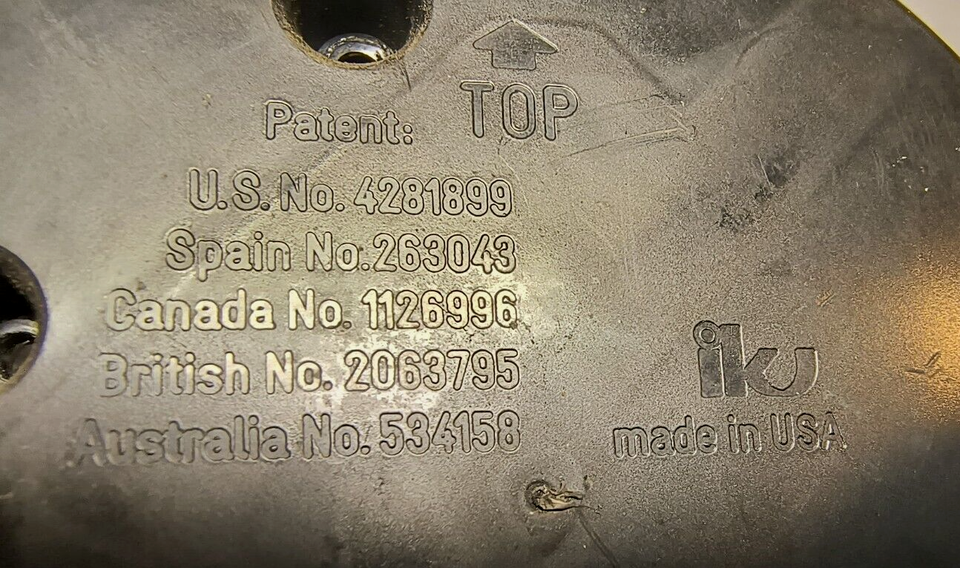 TOP
Patent:
U.S. No. 4281899
Spain No. 263043
Canada No. 1126996
British No. 2063795
Australia No. 534158
iku
made in USA